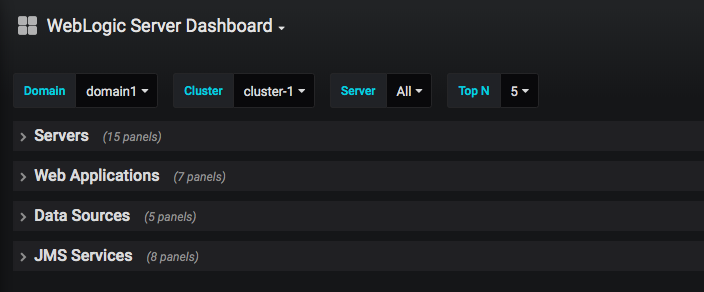 WebLogic Server Dashboard
Domain domain1 Cluster cluster-1 Server All Top N 5
Servers (15 panels)
Web Applications (7 panels)
Data Sources (5 panels)
JMS Services (8 panels)